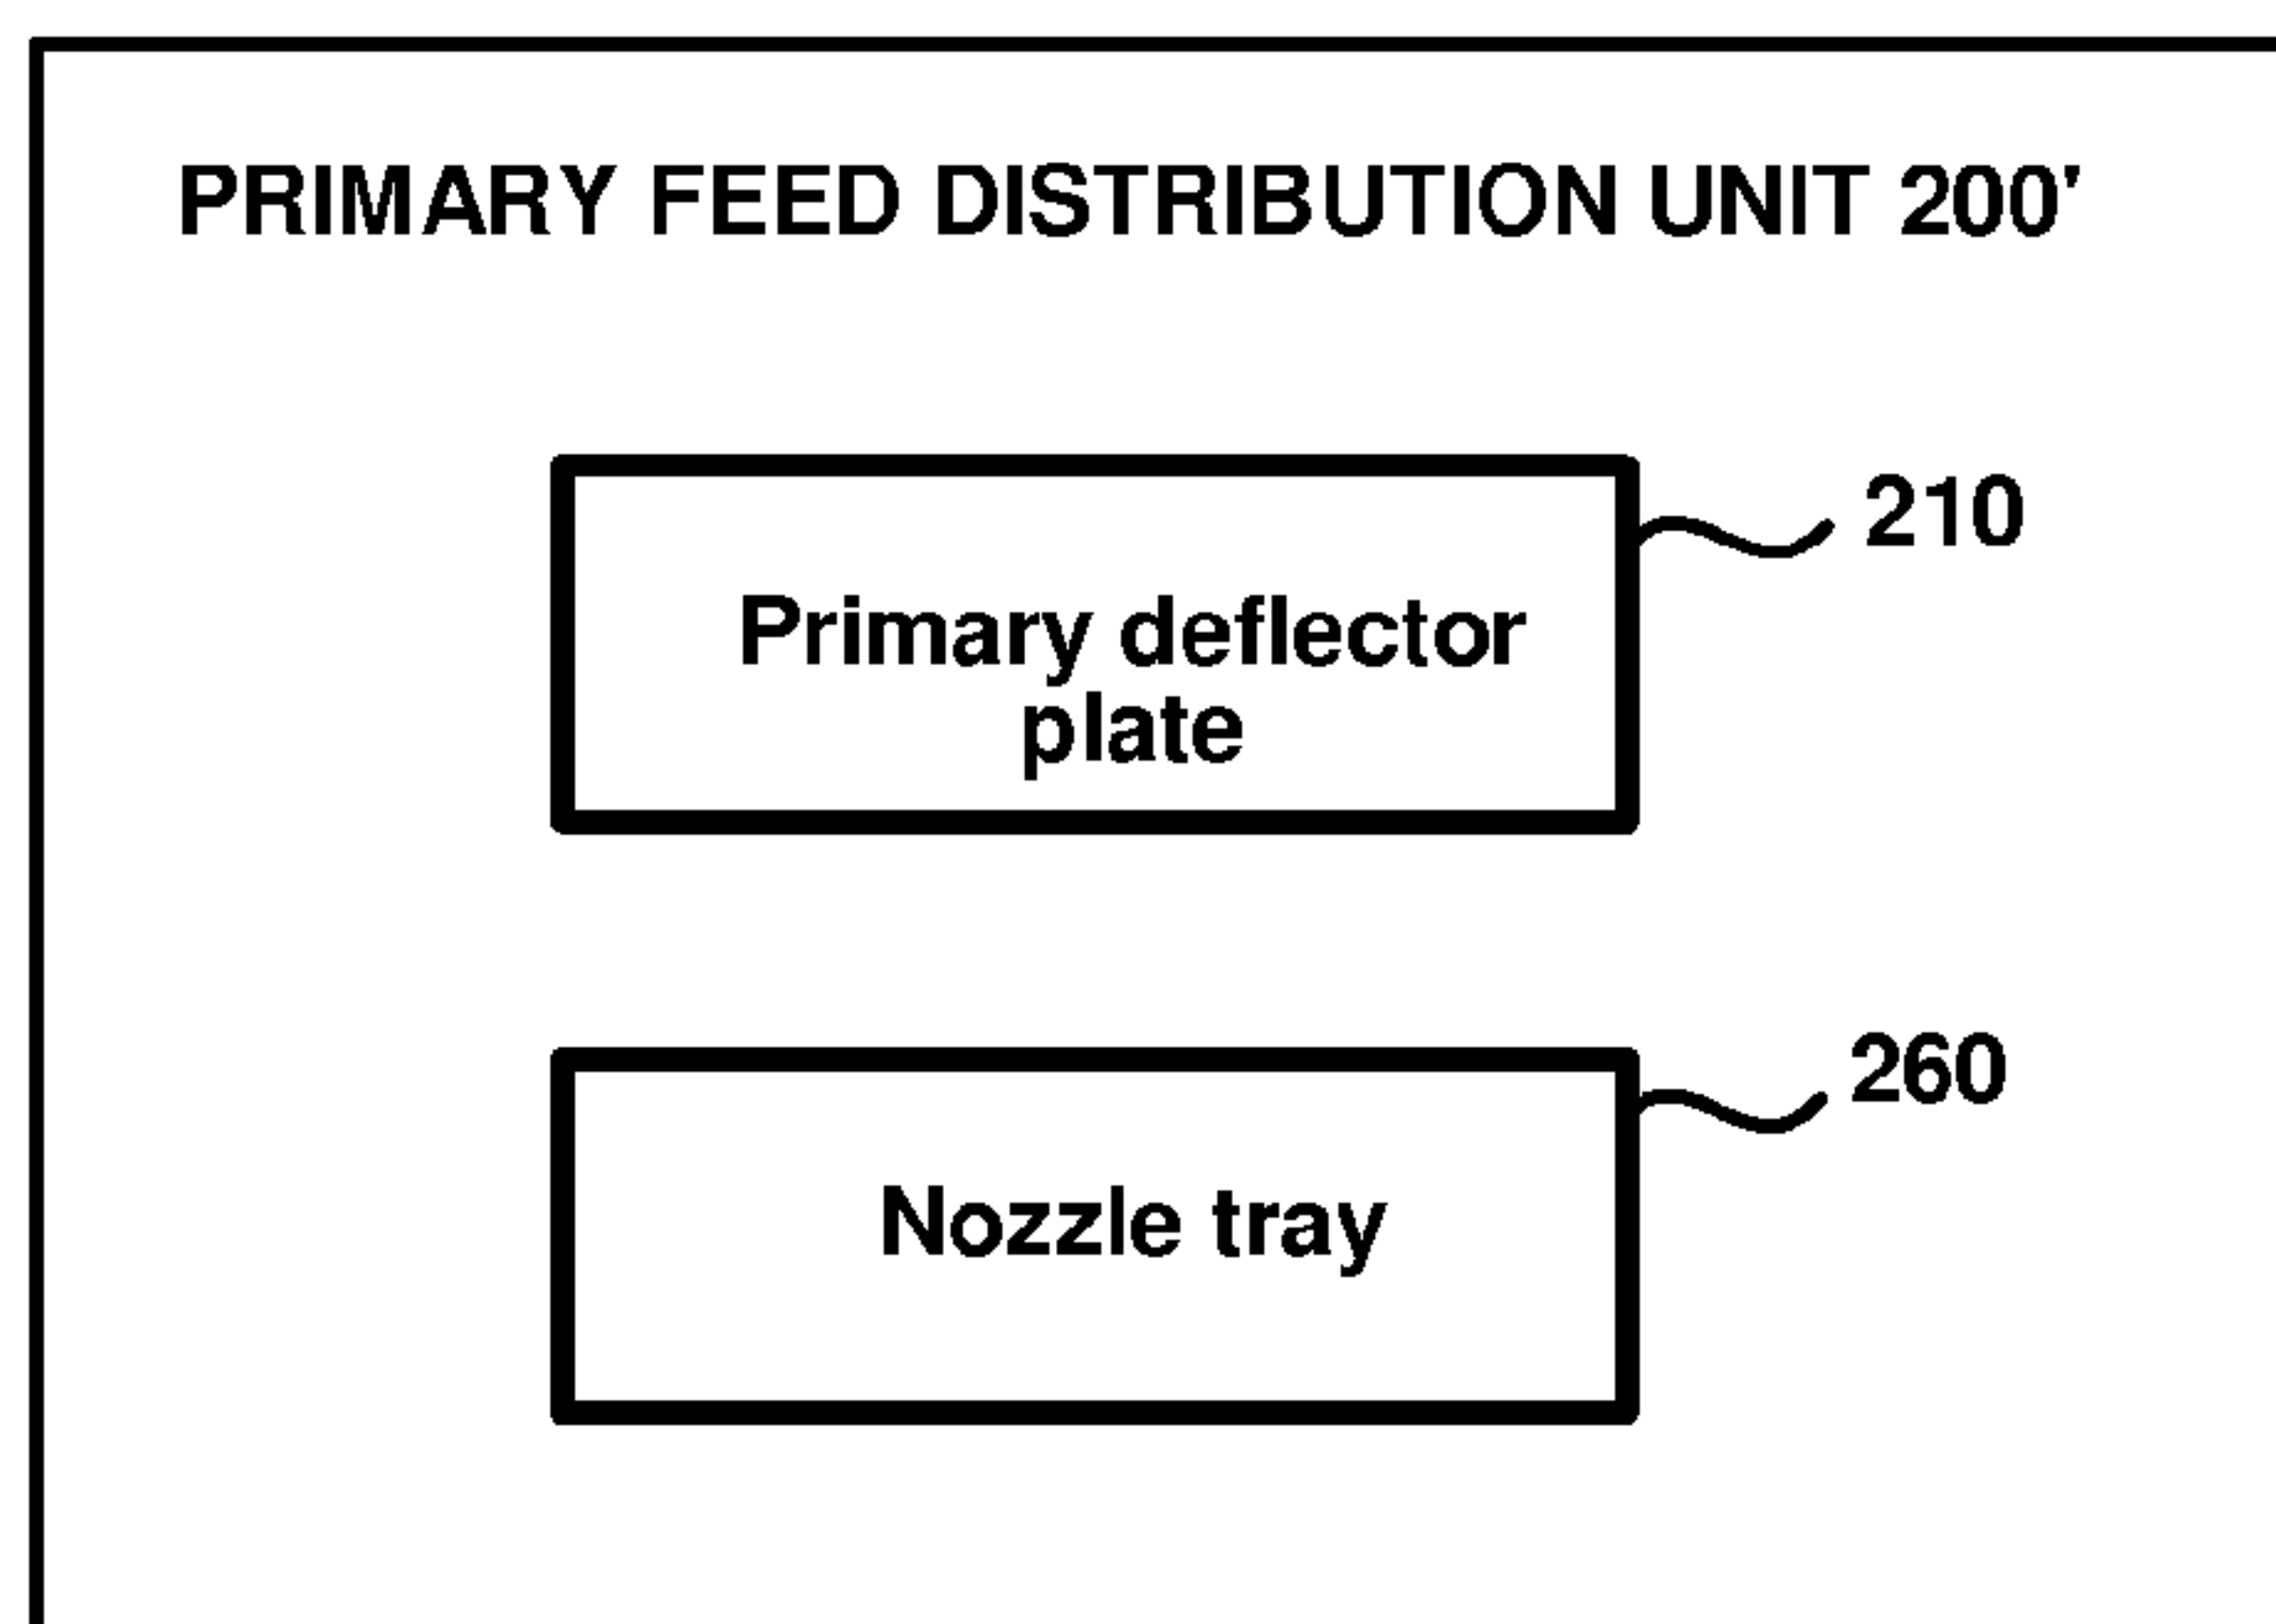 PRIMARY FEED DISTRIBUTION UNIT 200'
210
Primary deflector
plate
260
Nozzle tray